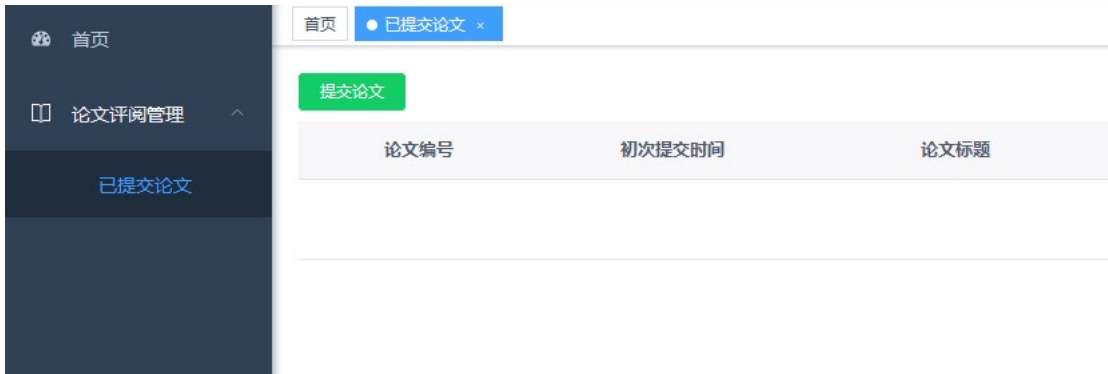 首页
论文评阅管理
已提交论文
首页 已提交论文 ×
提交论文
论文编号 初次提交时间 论文标题